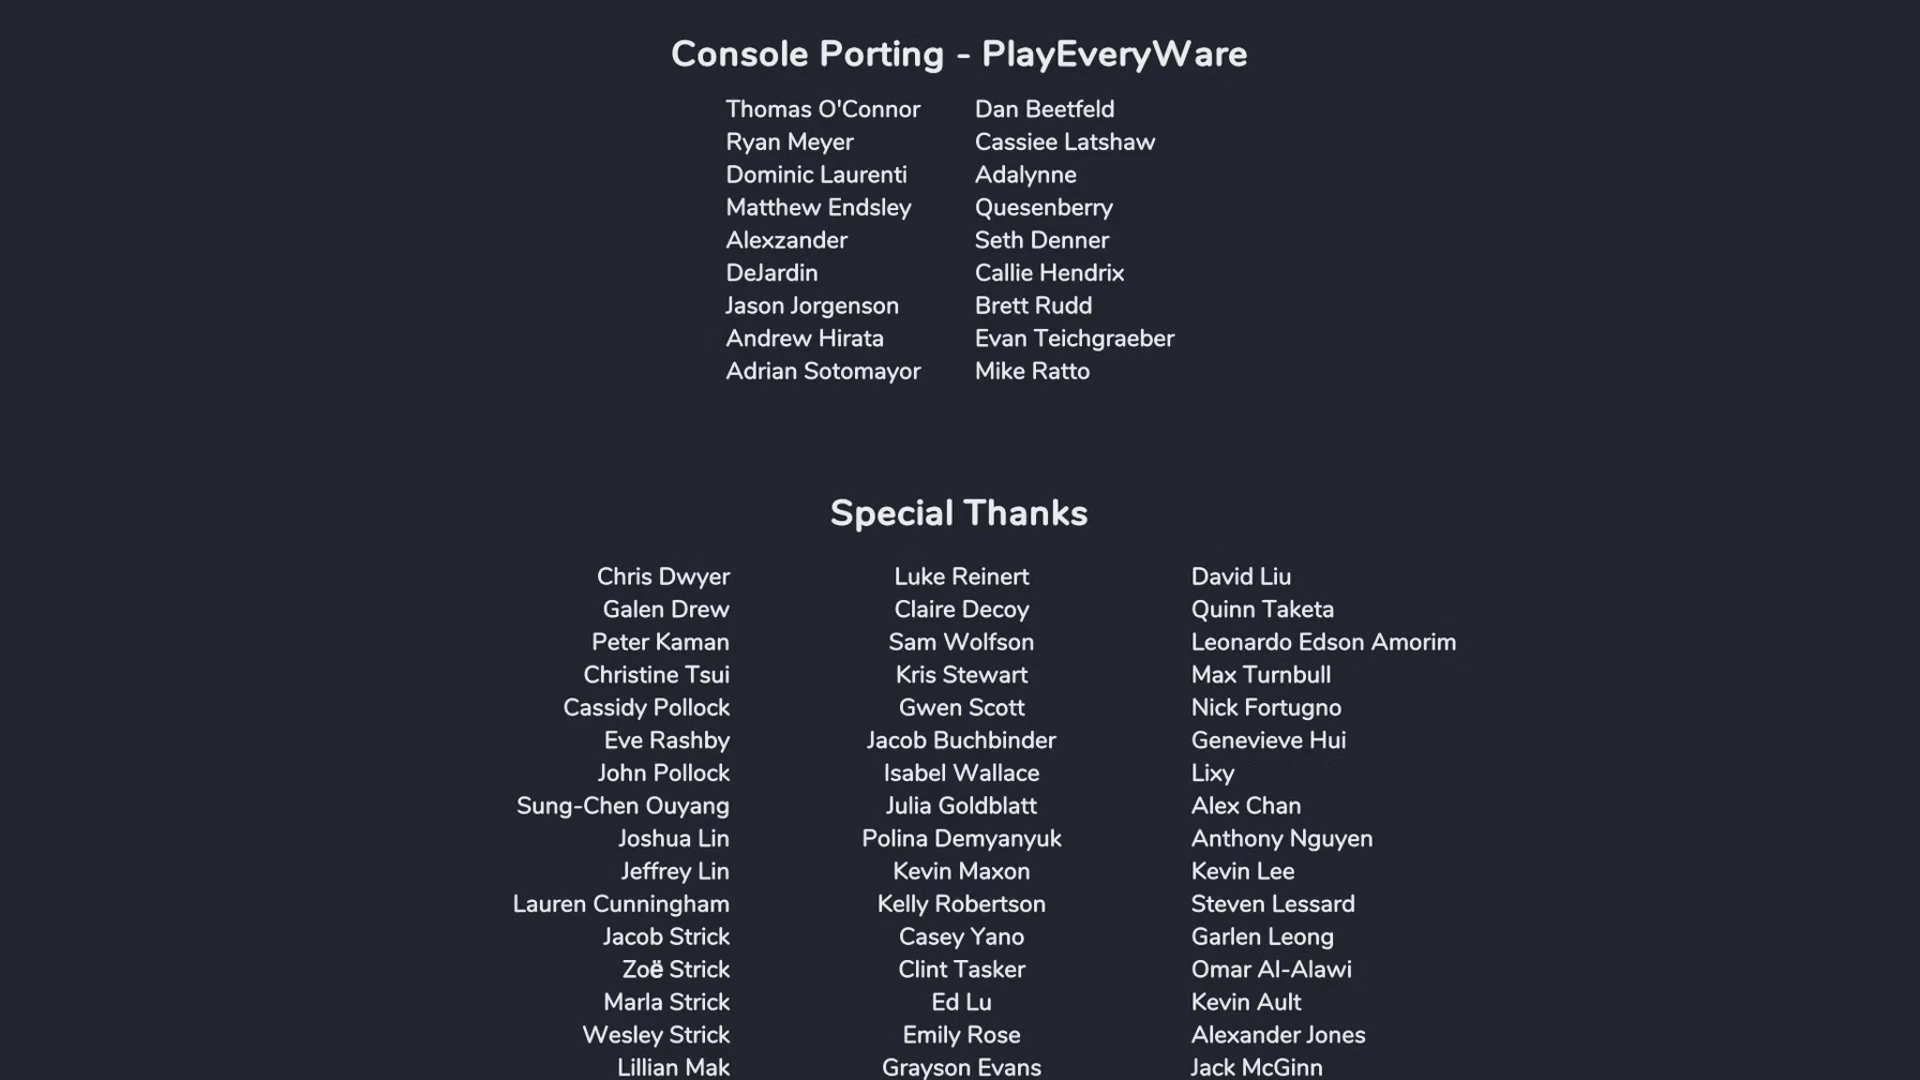 Console Porting - PlayEveryWare
Thomas O'Connor
Ryan Meyer
Dominic Laurenti
Matthew Endsley
Alexzander
DeJardin
Jason Jorgenson
Andrew Hirata
Adrian Sotomayor
Dan Beetfeld
Cassiee Latshaw
Adalynne
Quesenberry
Seth Denner
Callie Hendrix
Brett Rudd
Evan Teichgraeber
Mike Ratto
Special Thanks
Chris Dwyer
Galen Drew
Peter Kaman
Christine Tsui
Cassidy Pollock
Eve Rashby
John Pollock
Sung-Chen Ouyang
Joshua Lin
Jeffrey Lin
Lauren Cunningham
Jacob Strick
Zoë Strick
Marla Strick
Wesley Strick
Lillian Mak
Luke Reinert
Claire Decoy
Sam Wolfson
Kris Stewart
Gwen Scott
Jacob Buchbinder
Isabel Wallace
Julia Goldblatt
Polina Demyanyuk
Kevin Maxon
Kelly Robertson
Casey Yano
Clint Tasker
Ed Lu
Emily Rose
Grayson Evans
David Liu
Quinn Taketa
Leonardo Edson Amorim
Max Turnbull
Nick Fortugno
Genevieve Hui
Lixy
Alex Chan
Anthony Nguyen
Kevin Lee
Steven Lessard
Garlen Leong
Omar Al-Alawi
Kevin Ault
Alexander Jones
Jack McGinn